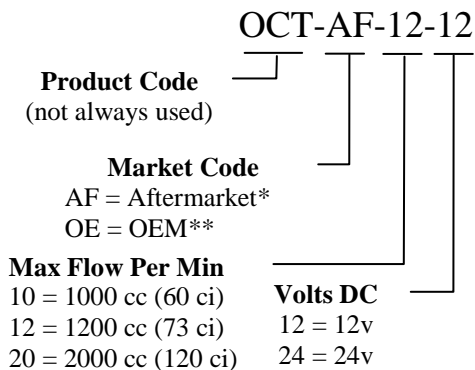 OCT-AF-12-12
Product Code
(not always used)
Market Code
AF = Aftermarket*
OE = OEM**
Max Flow Per Min
10 = 1000 cc (60 ci)
12 = 1200 cc (73 ci)
20 = 2000 cc (120 ci)
Volts DC
12 = 12v
24 = 24v